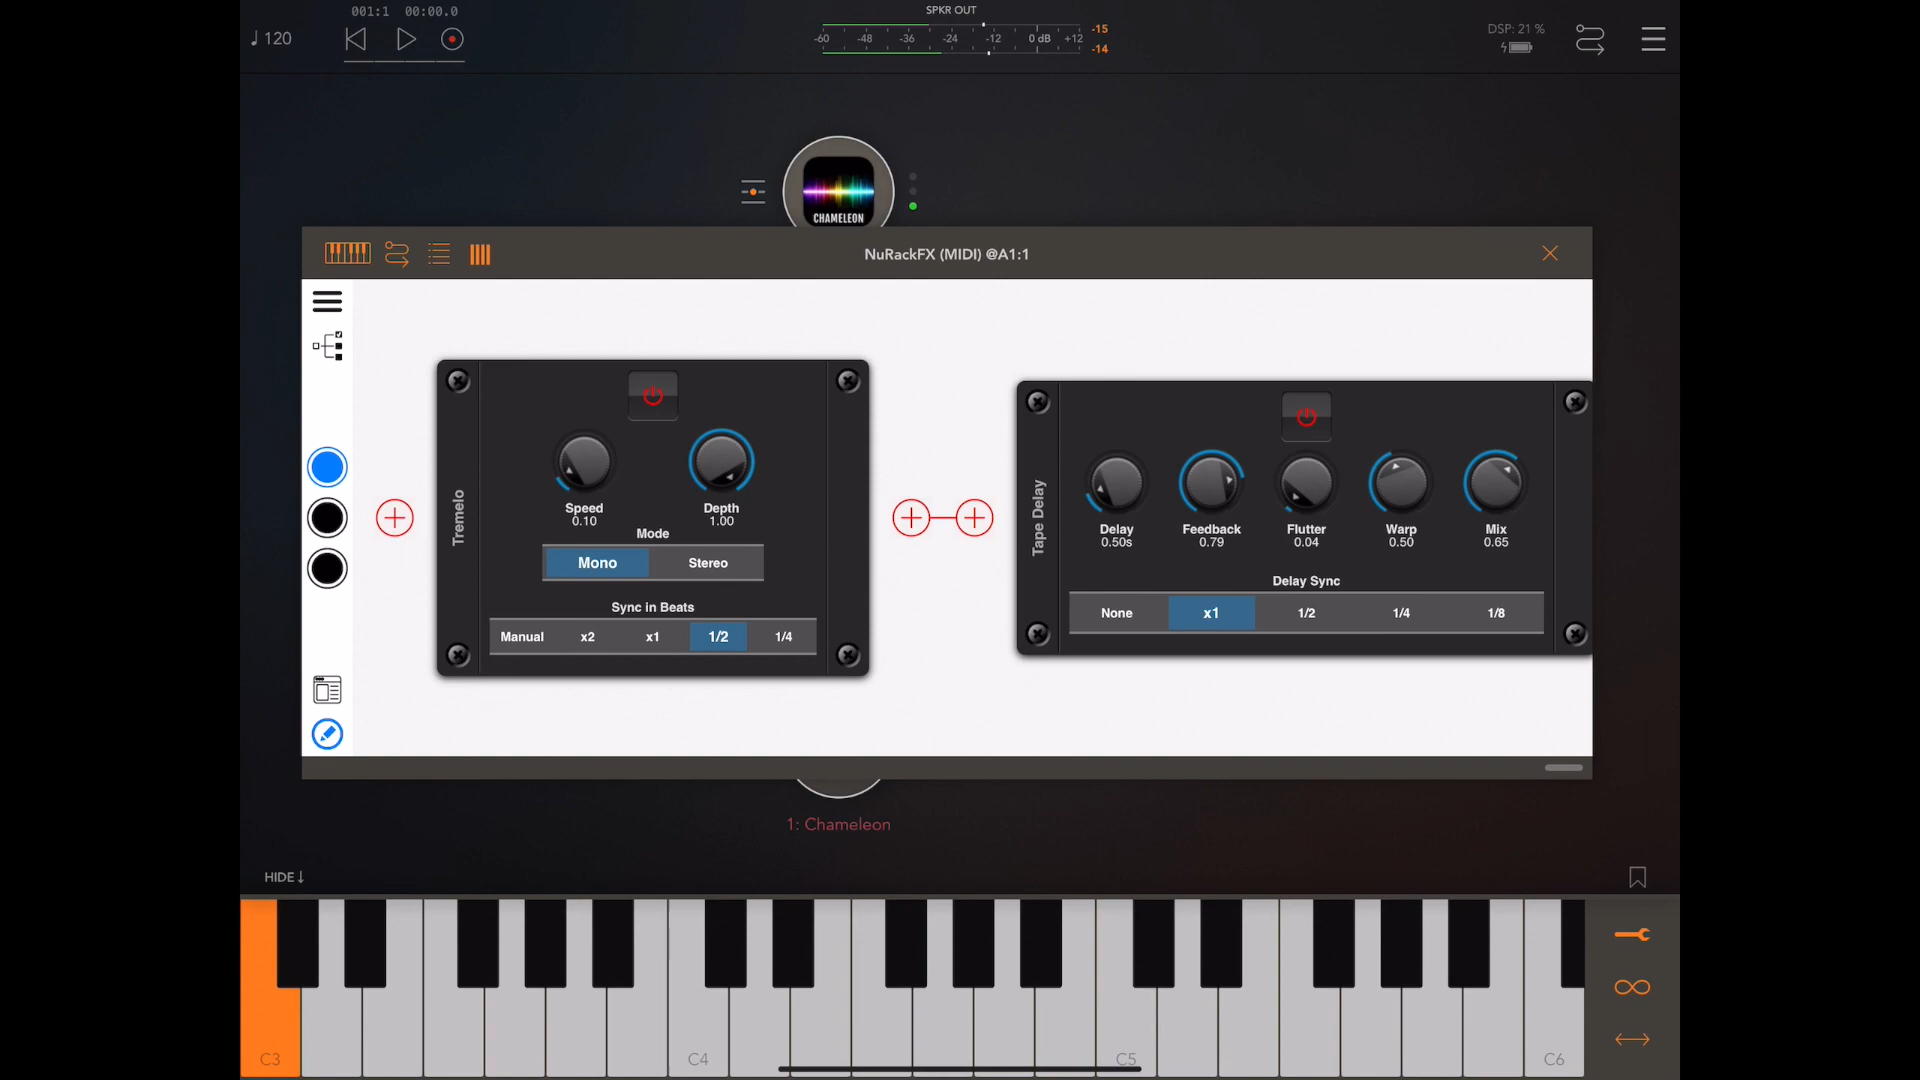 001:1 00:00.0
SPKR OUT
♩ 120
-60 -48 -36 -24 -12 0 dB +12
-15
-14
DSP: 21 %
CHAMELEON
NuRackFX (MIDI) @A1:1
Tremelo
Speed
0.10
Depth
1.00
Mode
Mono Stereo
Sync in Beats
Manual x2 x1 1/2 1/4
Tape Delay
Delay
0.50s
Feedback
0.79
Flutter
0.04
Warp
0.50
Mix
0.65
Delay Sync
None x1 1/2 1/4 1/8
1: Chameleon
HIDE↓
C3 C4 C5 C6